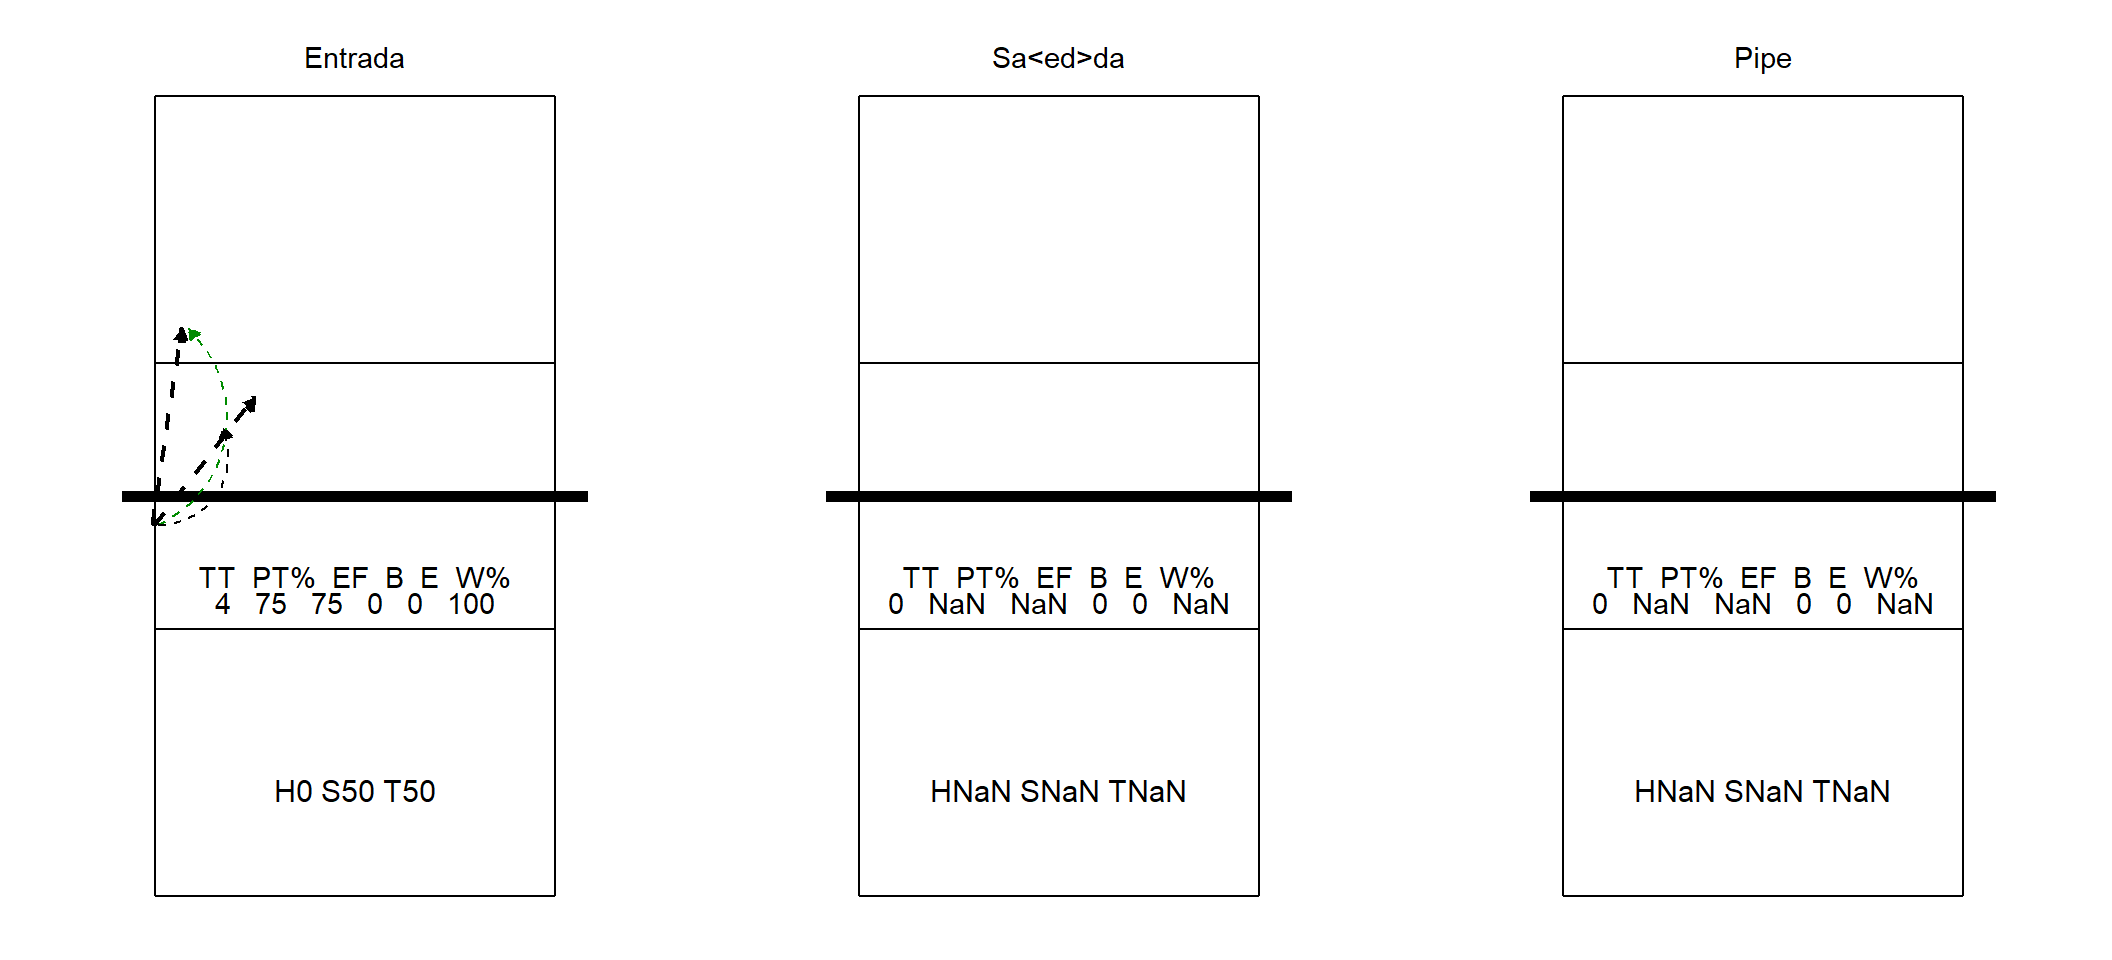 Entrada
TT PT% EF B E W%
4 75 75 0 0 100
H0 S50 T50
Sa<ed>da
TT PT% EF B E W%
0 NaN NaN 0 0 NaN
HNaN SNaN TNaN
Pipe
TT PT% EF B E W%
0 NaN NaN 0 0 NaN
HNaN SNaN TNaN